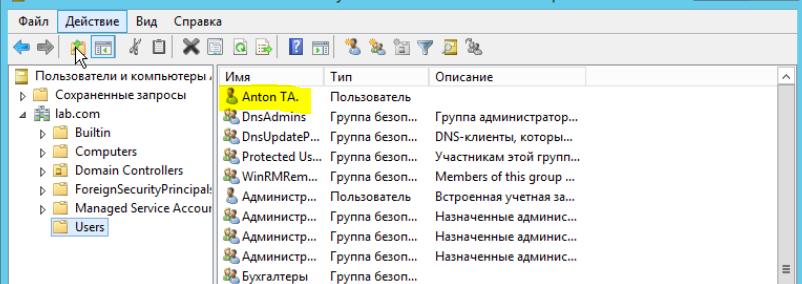 Файл Действие Вид Справка
Пользователи и компьютеры
Сохраненные запросы
lab.com
Builtin
Computers
Domain Controllers
ForeignSecurityPrincipals
Managed Service Accour
Users
Имя Тип Описание
Anton TA. Пользователь
DnsAdmins Группа безоп... Группа администратор...
DnsUpdateP... Группа безоп... DNS-клиенты, которы...
Protected Us... Группа безоп... Участникам этой групп...
WinRMRem... Группа безоп... Members of this group ...
Администр... Пользователь Встроенная учетная за...
Администр... Группа безоп... Назначенные админис...
Администр... Группа безоп... Назначенные админис...
Администр... Группа безоп... Назначенные админис...
Бухгалтеры Группа безоп...